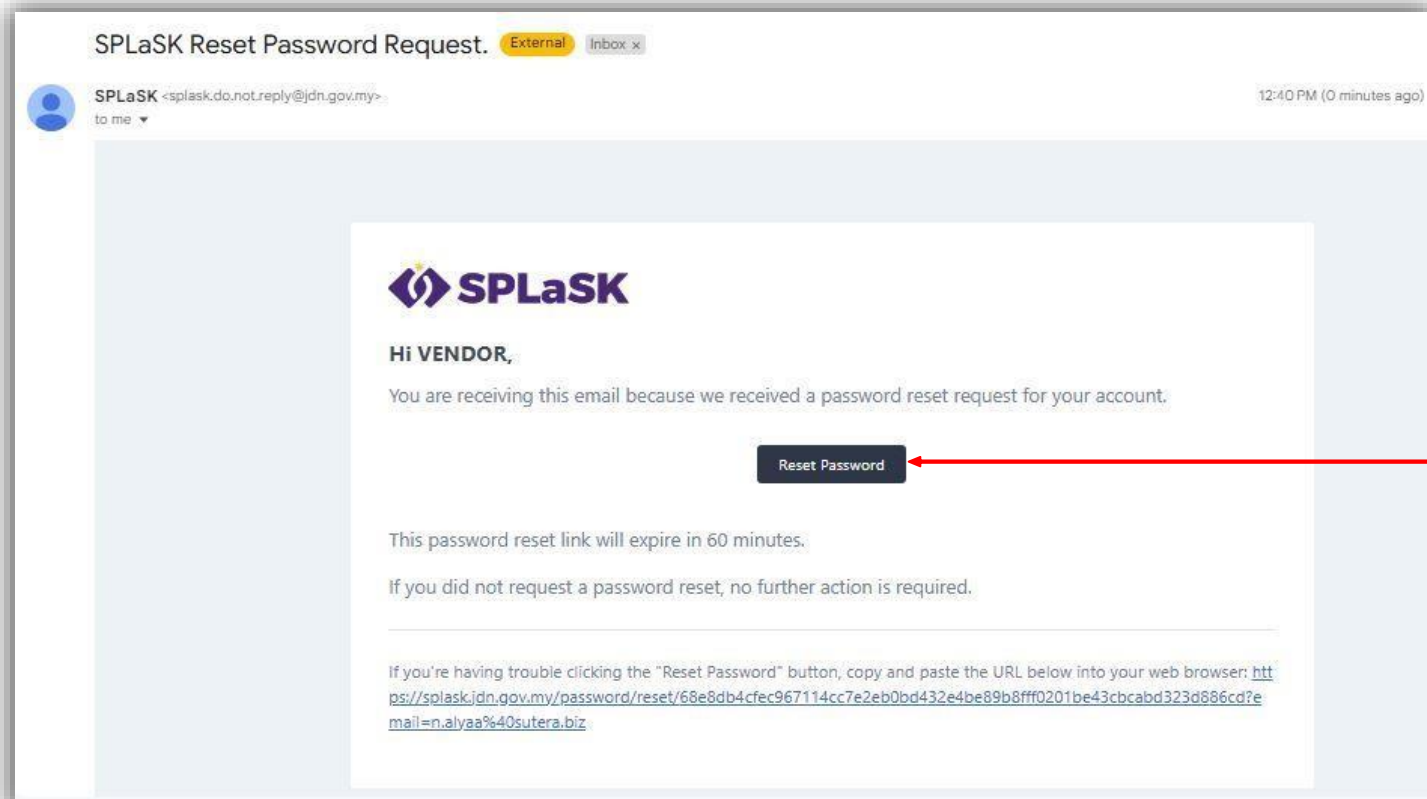 SPLaSK Reset Password Request. External Inbox x
SPLaSK <splask.do.not.reply@jdn.gov.my> 12:40 PM (0 minutes ago)
to me
SPLaSK
Hi VENDOR,
You are receiving this email because we received a password reset request for your account.
Reset Password
This password reset link will expire in 60 minutes.
If you did not request a password reset, no further action is required.
If you're having trouble clicking the "Reset Password" button, copy and paste the URL below into your web browser: htt
ps://splask.jdn.gov.my/password/reset/68e8db4cfec967114cc7e2eb0bd432e4be89b8fff0201be43cbcabd323d886cd?e
mail=n.alyaa%40sutera.biz